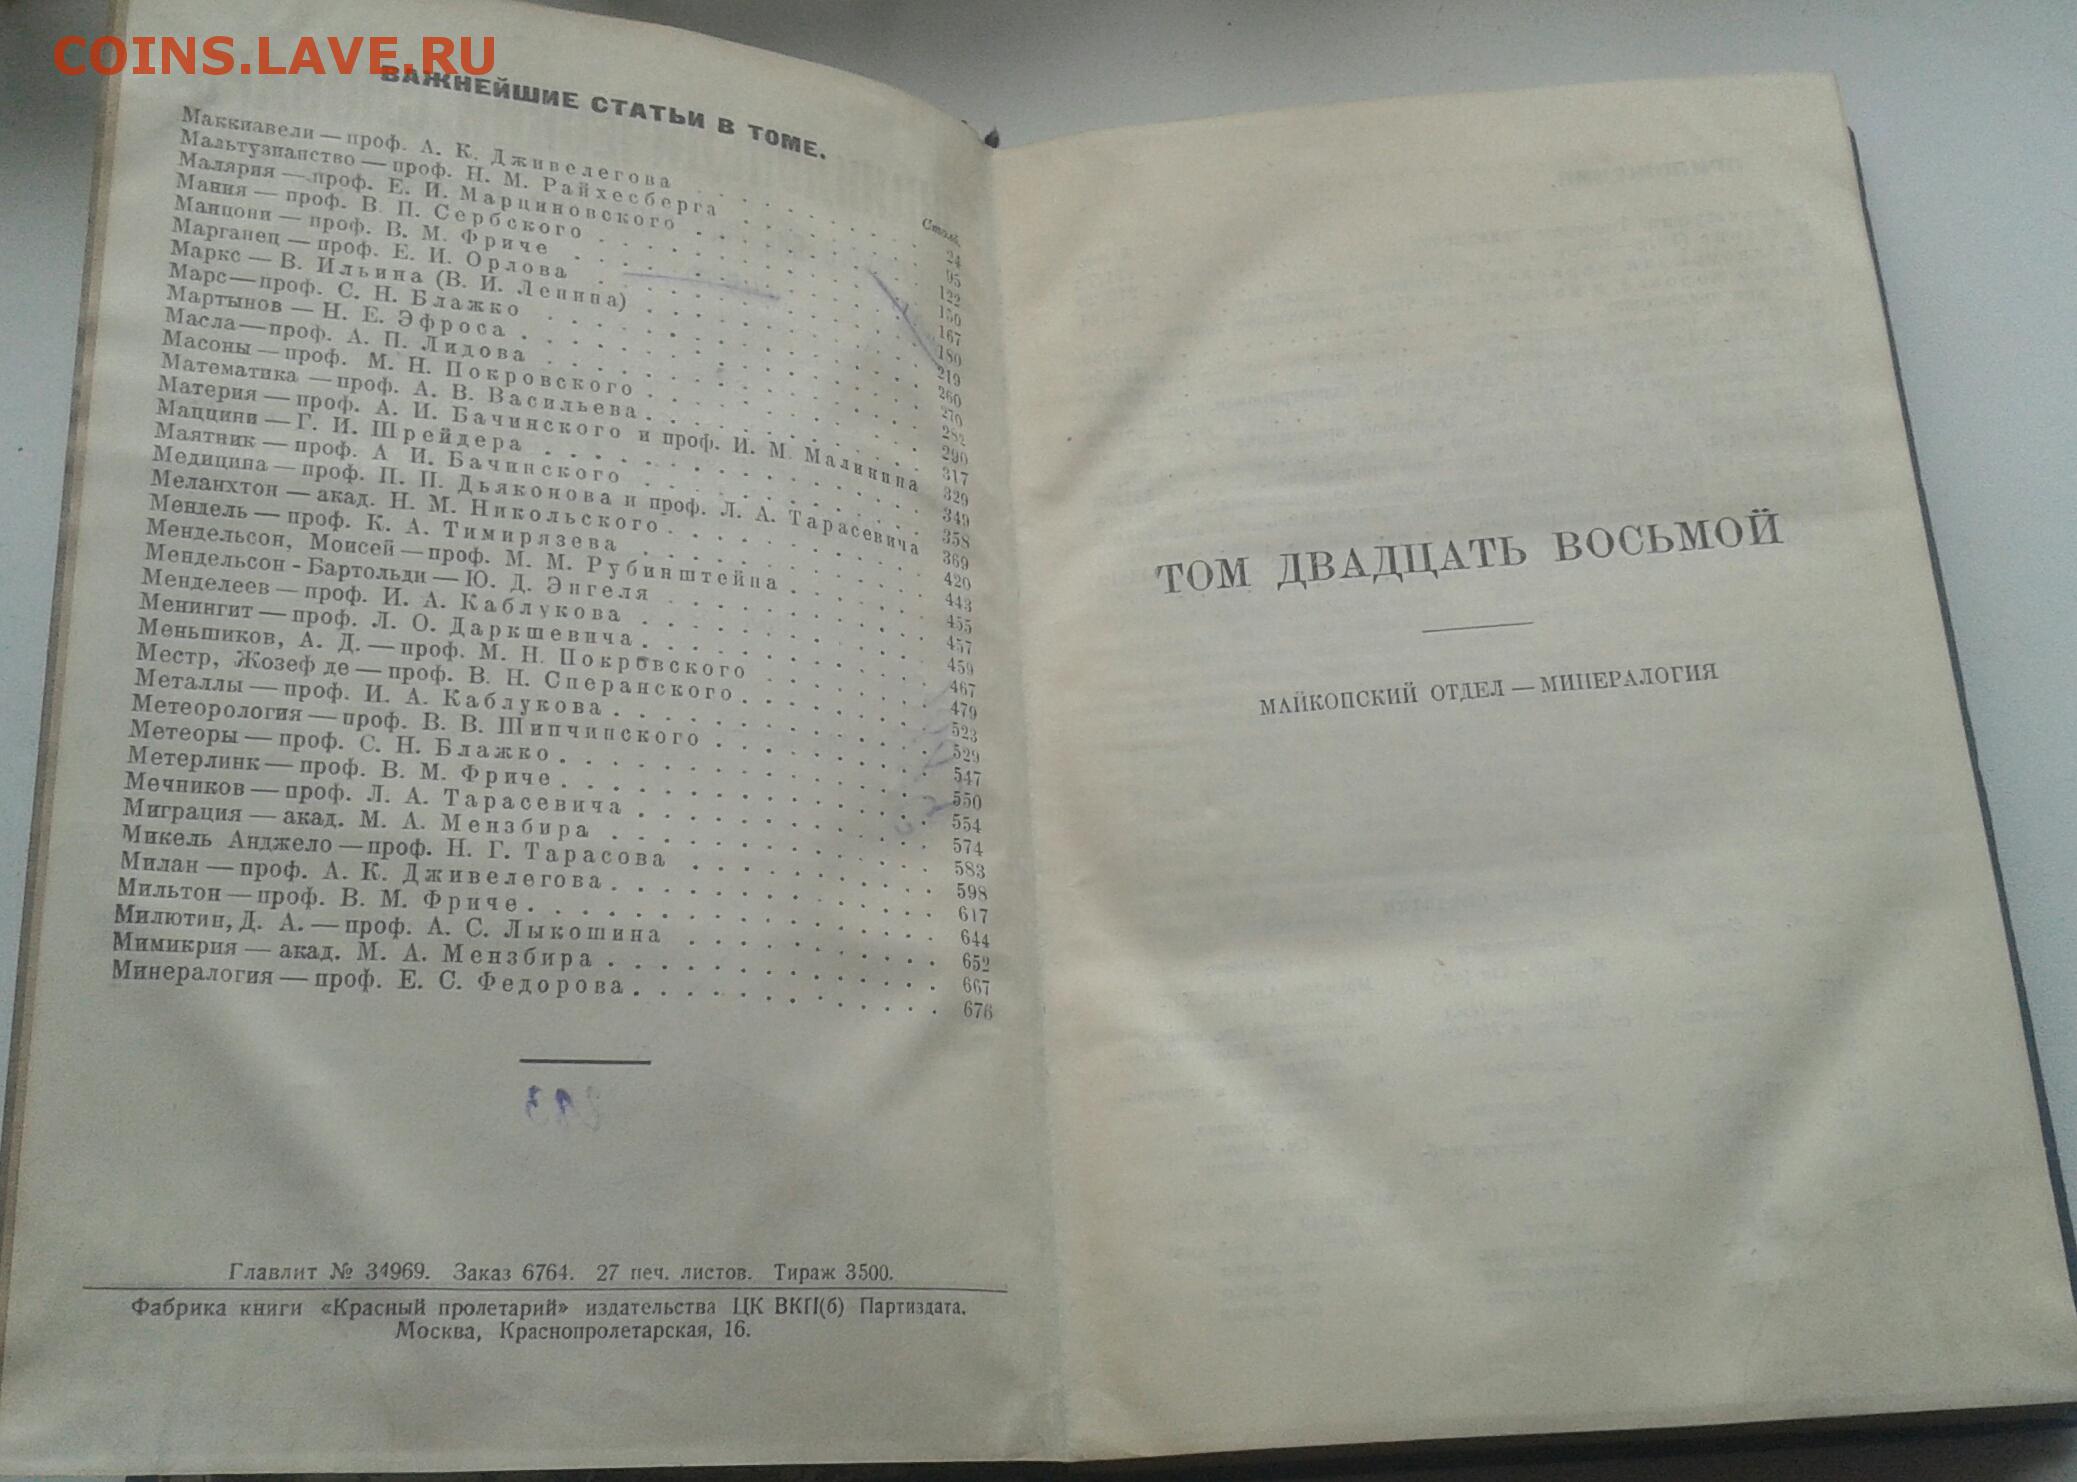 COINS.LAVE.RU
ВАЖНЕЙШИЕ СТАТЬИ В ТОМЕ.
Столб.
Маккиавели — проф. А. К. Дживелегова 24
Мальтузианство — проф. Н. М. Райхесберга 95
Малярия — проф. Е. И. Марциновского 122
Мания — проф. В. П. Сербского 150
Манцони — проф. В. М. Фриче 167
Марганец — проф. Е. И. Орлова 180
Маркс — В. Ильина (В. И. Ленина) 219
Марс — проф. С. Н. Блажко 260
Мартынов — Н. Е. Эфроса 270
Масла — проф. А. П. Лидова 282
Масоны — проф. М. Н. Покровского 290
Математика — проф. А. В. Васильева 317
Материя — проф. А. И. Бачинского и проф. И. М. Малинина 329
Маццини — Г. И. Шрейдера 349
Маятник — проф. А. И. Бачинского 358
Медицина — проф. П. П. Дьяконова и проф. Л. А. Тарасевича 369
Меланхтон — акад. Н. М. Никольского 420
Мендель — проф. К. А. Тимирязева 443
Мендельсон, Моисей — проф. М. М. Рубинштейна 455
Мендельсон-Бартольди — Ю. Д. Энгеля 457
Менделеев — проф. И. А. Каблукова 459
Менингит — проф. Л. О. Даркшевича 467
Меньшиков, А. Д. — проф. М. Н. Покровского 479
Местр, Жозеф де — проф. В. Н. Сперанского 523
Металлы — проф. И. А. Каблукова 529
Метеорология — проф. В. В. Шипчинского 547
Метеоры — проф. С. Н. Блажко 550
Метерлинк — проф. В. М. Фриче 554
Мечников — проф. Л. А. Тарасевича 574
Миграция — акад. М. А. Мензбира 583
Микель Анджело — проф. Н. Г. Тарасова 598
Милан — проф. А. К. Дживелегова 617
Мильтон — проф. В. М. Фриче 644
Милютин, Д. А. — проф. А. С. Лыкошина 652
Мимикрия — акад. М. А. Мензбира 667
Минералогия — проф. Е. С. Федорова 676
Главлит № 34969. Заказ 6764. 27 печ. листов. Тираж 3500.
Фабрика книги «Красный пролетарий» издательства ЦК ВКП(б) Партиздата.
Москва, Краснопролетарская, 16.
ТОМ ДВАДЦАТЬ ВОСЬМОЙ
МАЙКОПСКИЙ ОТДЕЛ — МИНЕРАЛОГИЯ